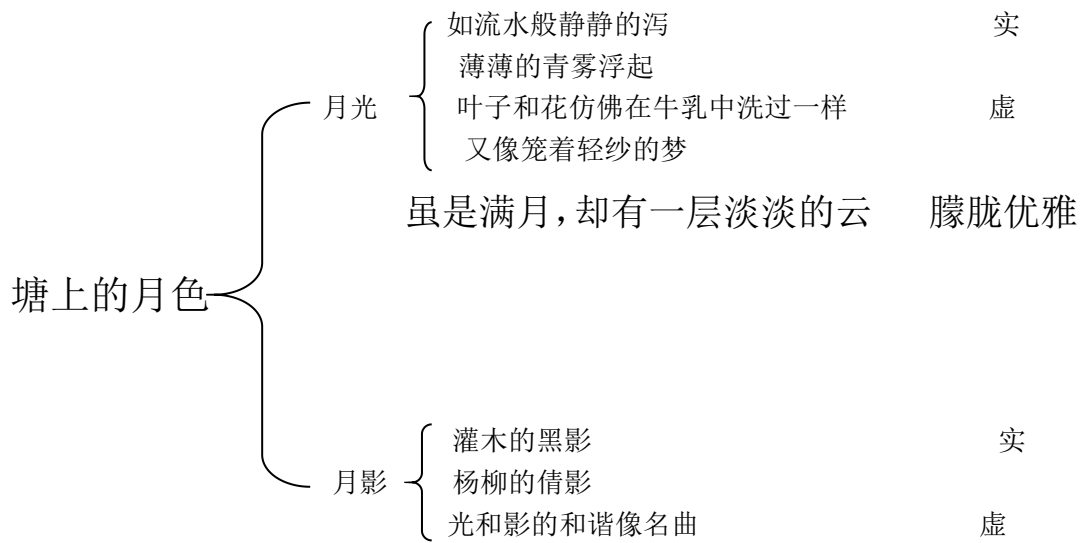 如流水般静静的泻 实
薄薄的青雾浮起
月光
叶子和花仿佛在牛乳中洗过一样 虚
又像笼着轻纱的梦
虽是满月,却有一层淡淡的云 朦胧优雅
塘上的月色
灌木的黑影 实
月影
杨柳的倩影
光和影的和谐像名曲 虚